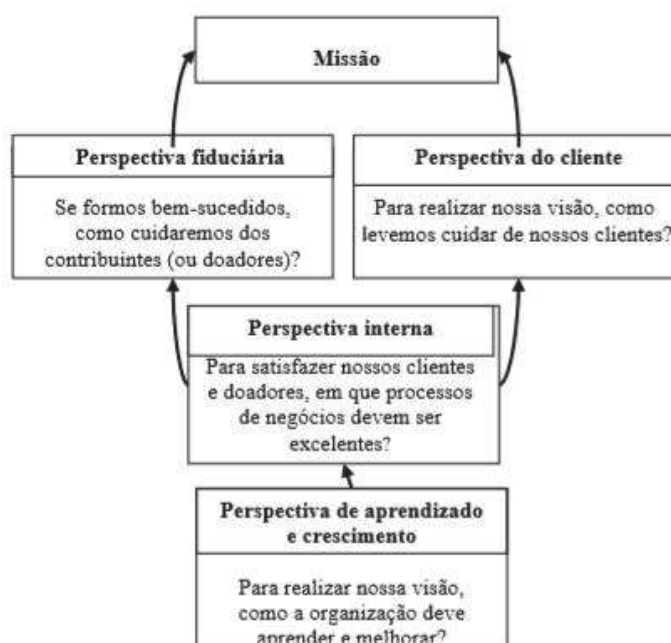 Missão
Perspectiva fiduciária
Se formos bem-sucedidos,
como cuidaremos dos
contribuintes (ou doadores)?
Perspectiva do cliente
Para realizar nossa visão, como
levemos cuidar de nossos clientes?
Perspectiva interna
Para satisfazer nossos clientes
e doadores, em que processos
de negócios devem ser
excelentes?
Perspectiva de aprendizado
e crescimento
Para realizar nossa visão,
como a organização deve
aprender e melhorar?